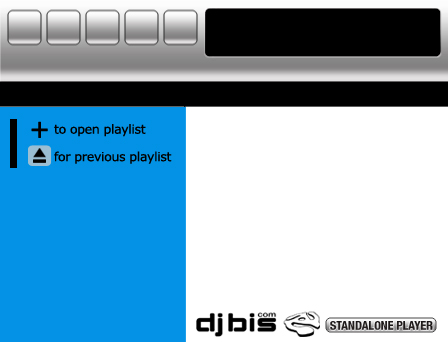 + to open playlist
for previous playlist
djbis.com
STANDALONE PLAYER